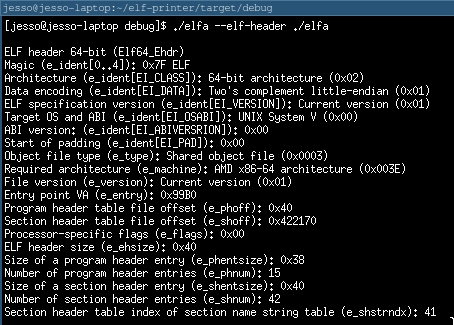 jesso@jesso-laptop:~/elf-printer/target/debug
[jesso@jesso-laptop debug]$ ./elfa --elf-header ./elfa
ELF header 64-bit (Elf64_Ehdr)
Magic (e_ident[0..4]): 0x7F ELF
Architecture (e_ident[EI_CLASS]): 64-bit architecture (0x02)
Data encoding (e_ident[EI_DATA]): Two's complement little-endian (0x01)
ELF specification version (e_ident[EI_VERSION]): Current version (0x01)
Target OS and ABI (e_ident[EI_OSABI]): UNIX System V (0x00)
ABI version: (e_ident[EI_ABIVERSRION]): 0x00
Start of padding (e_ident[EI_PAD]): 0x00
Object file type (e_type): Shared object file (0x0003)
Required architecture (e_machine): AMD x86-64 architecture (0x003E)
File version (e_version): Current version (0x01)
Entry point VA (e_entry): 0x99B0
Program header table file offset (e_phoff): 0x40
Section header table file offset (e_shoff): 0x422170
Processor-specific flags (e_flags): 0x00
ELF header size (e_ehsize): 0x40
Size of a program header entry (e_phentsize): 0x38
Number of program header entries (e_phnum): 15
Size of a section header entry (e_shentsize): 0x40
Number of section header entries (e_shnum): 42
Section header table index of section name string table (e_shstrndx): 41